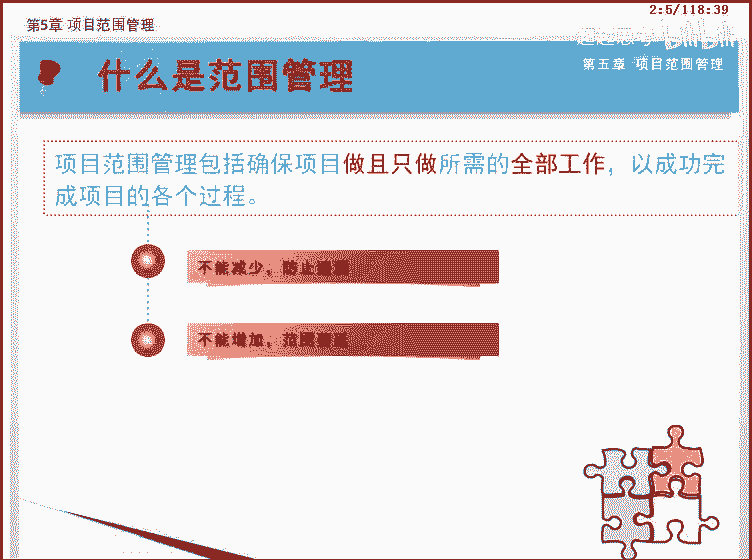 2:5/118:39
第5章 项目范围管理
什么是范围管理
第五章 项目范围管理
项目范围管理包括确保项目做且只做所需的全部工作，以成功完
成项目的各个过程。
不能减少，防止
不能增加，范围